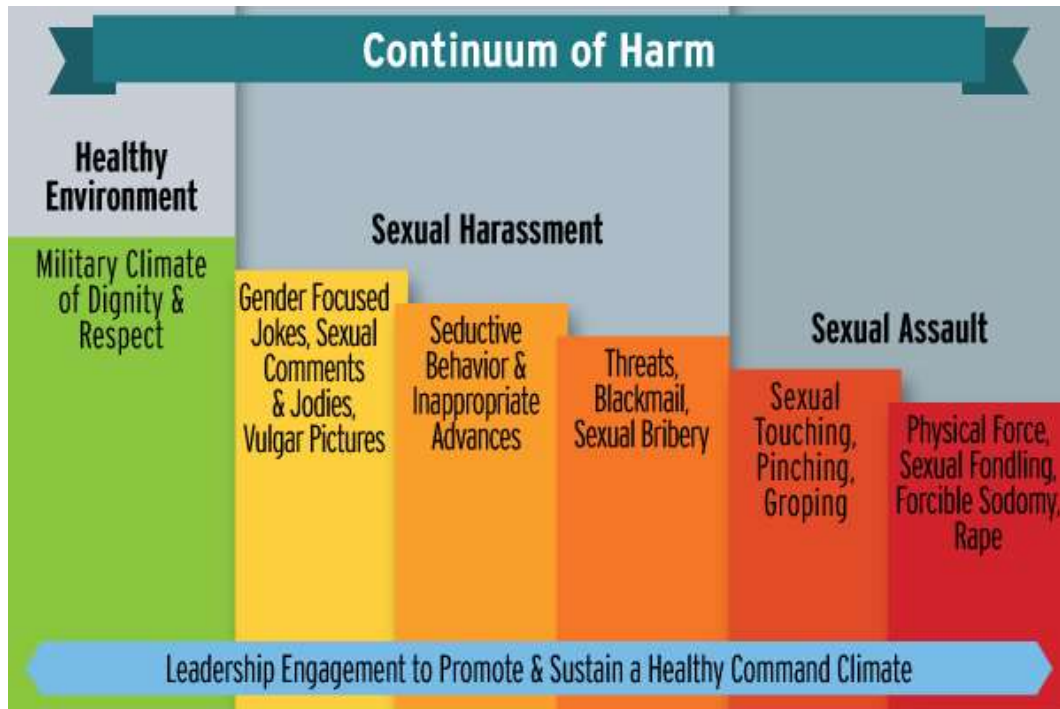 Continuum of Harm
Healthy
Environment
Military Climate
of Dignity &
Respect
Sexual Harassment
Gender Focused
Jokes, Sexual
Comments
& Jodies,
Vulgar Pictures
Seductive
Behavior &
Inappropriate
Advances
Threats,
Blackmail,
Sexual Bribery
Sexual Assault
Sexual
Touching,
Pinching,
Groping
Physical Force,
Sexual Fondling,
Forcible Sodomy,
Rape
Leadership Engagement to Promote & Sustain a Healthy Command Climate